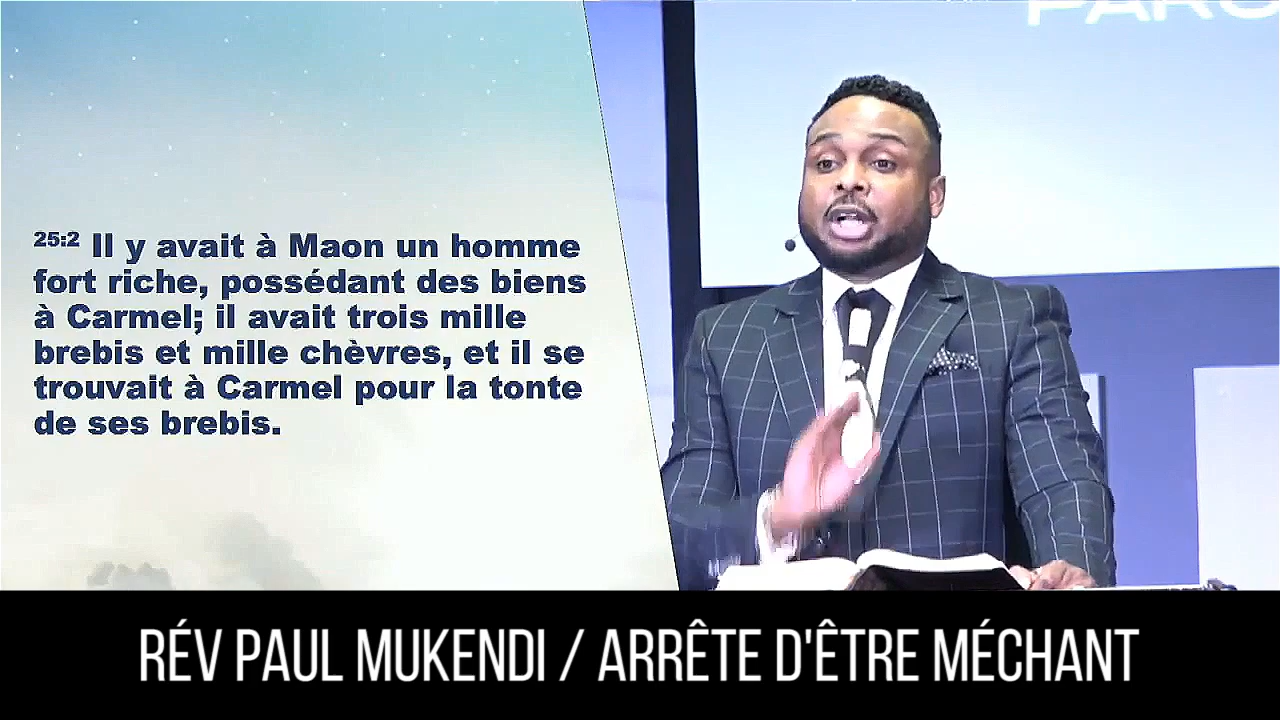 25:2 Il y avait à Maon un homme
fort riche, possédant des biens
à Carmel; il avait trois mille
brebis et mille chèvres, et il se
trouvait à Carmel pour la tonte
de ses brebis.
RÉV PAUL MUKENDI / ARRÊTE D'ÊTRE MÉCHANT